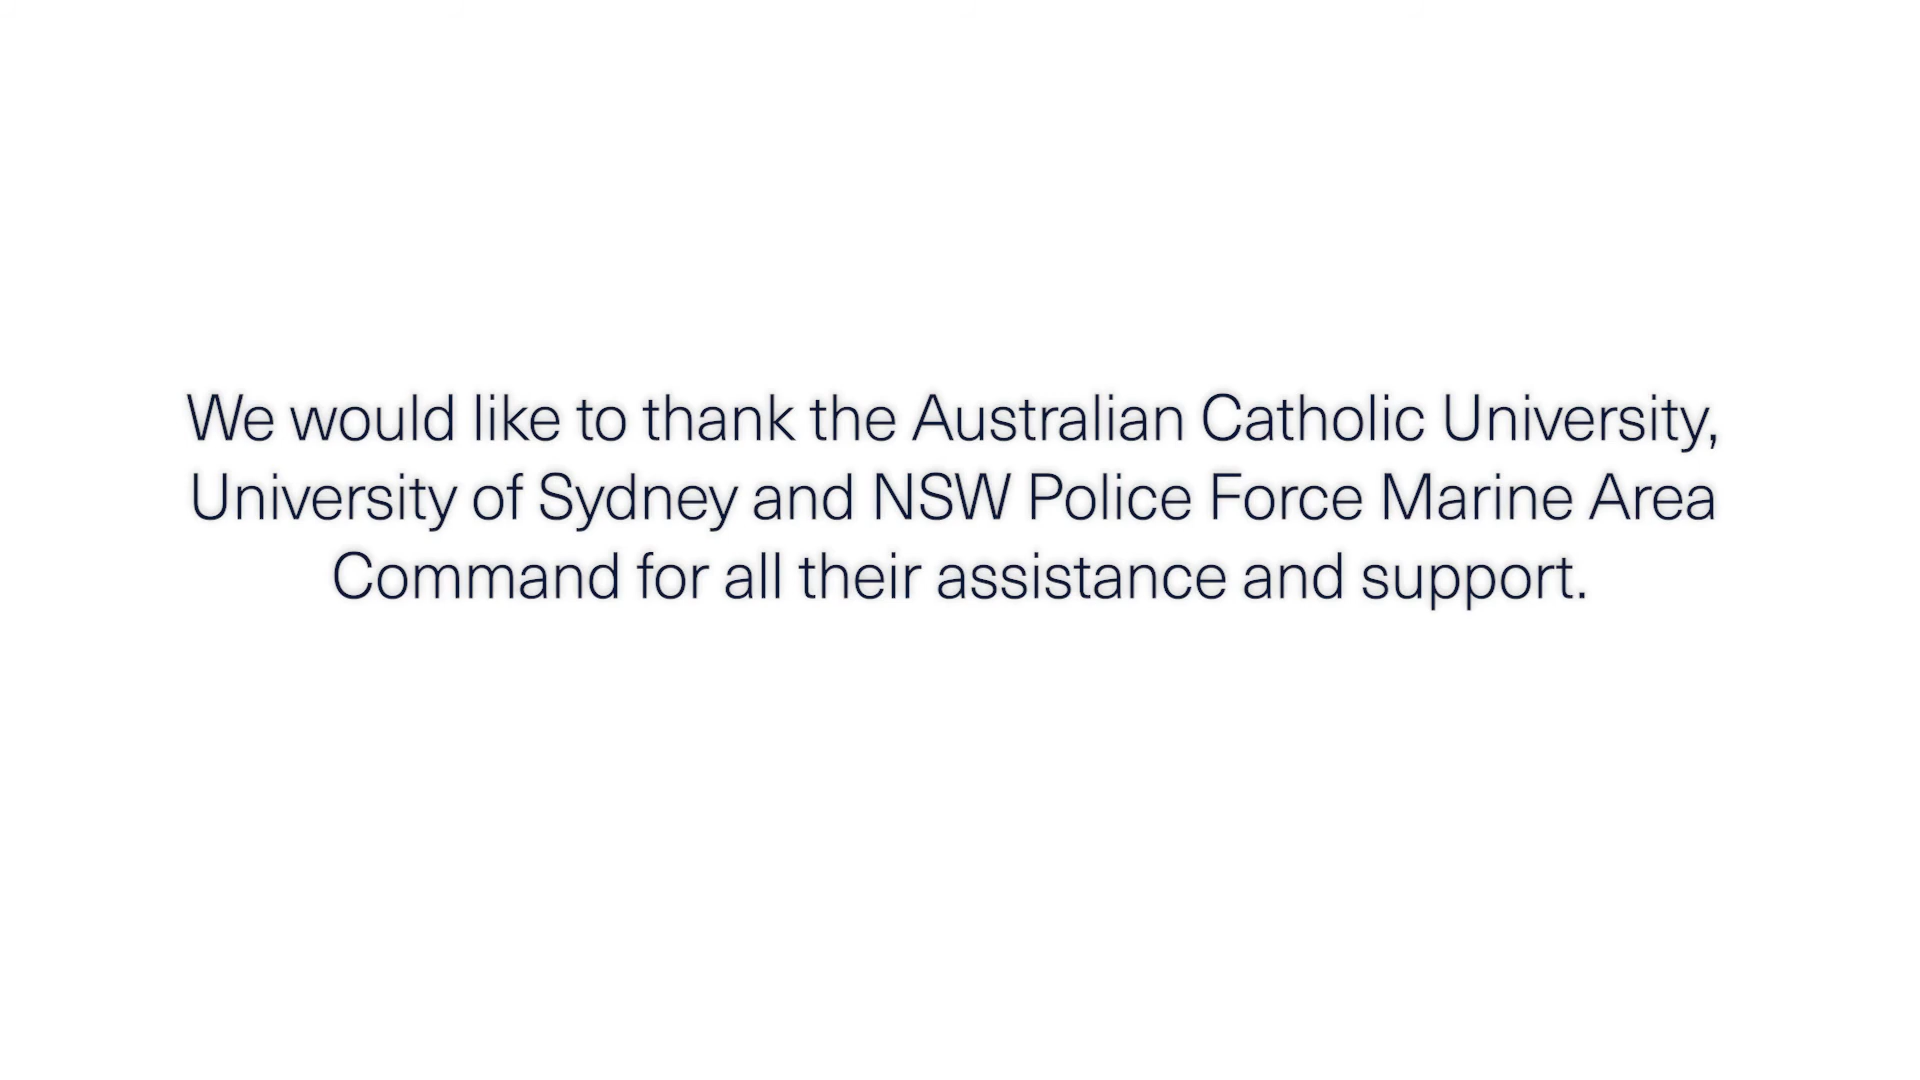 We would like to thank the Australian Catholic University,
University of Sydney and NSW Police Force Marine Area
Command for all their assistance and support.